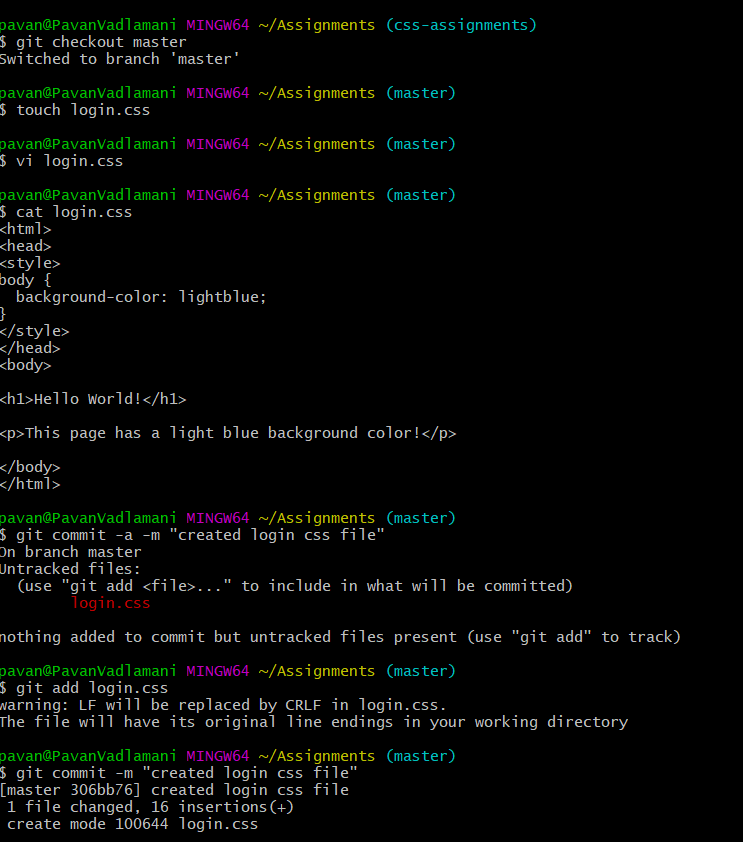 pavan@PavanVadlamani MINGW64 ~/Assignments (css-assignments)
$ git checkout master
Switched to branch 'master'

pavan@PavanVadlamani MINGW64 ~/Assignments (master)
$ touch login.css

pavan@PavanVadlamani MINGW64 ~/Assignments (master)
$ vi login.css

pavan@PavanVadlamani MINGW64 ~/Assignments (master)
$ cat login.css
<html>
<head>
<style>
body {
  background-color: lightblue;
}
</style>
</head>
<body>

<h1>Hello World!</h1>

<p>This page has a light blue background color!</p>

</body>
</html>

pavan@PavanVadlamani MINGW64 ~/Assignments (master)
$ git commit -a -m "created login css file"
On branch master
Untracked files:
  (use "git add <file>..." to include in what will be committed)
        login.css

nothing added to commit but untracked files present (use "git add" to track)

pavan@PavanVadlamani MINGW64 ~/Assignments (master)
$ git add login.css
warning: LF will be replaced by CRLF in login.css.
The file will have its original line endings in your working directory

pavan@PavanVadlamani MINGW64 ~/Assignments (master)
$ git commit -m "created login css file"
[master 306bb76] created login css file
 1 file changed, 16 insertions(+)
 create mode 100644 login.css